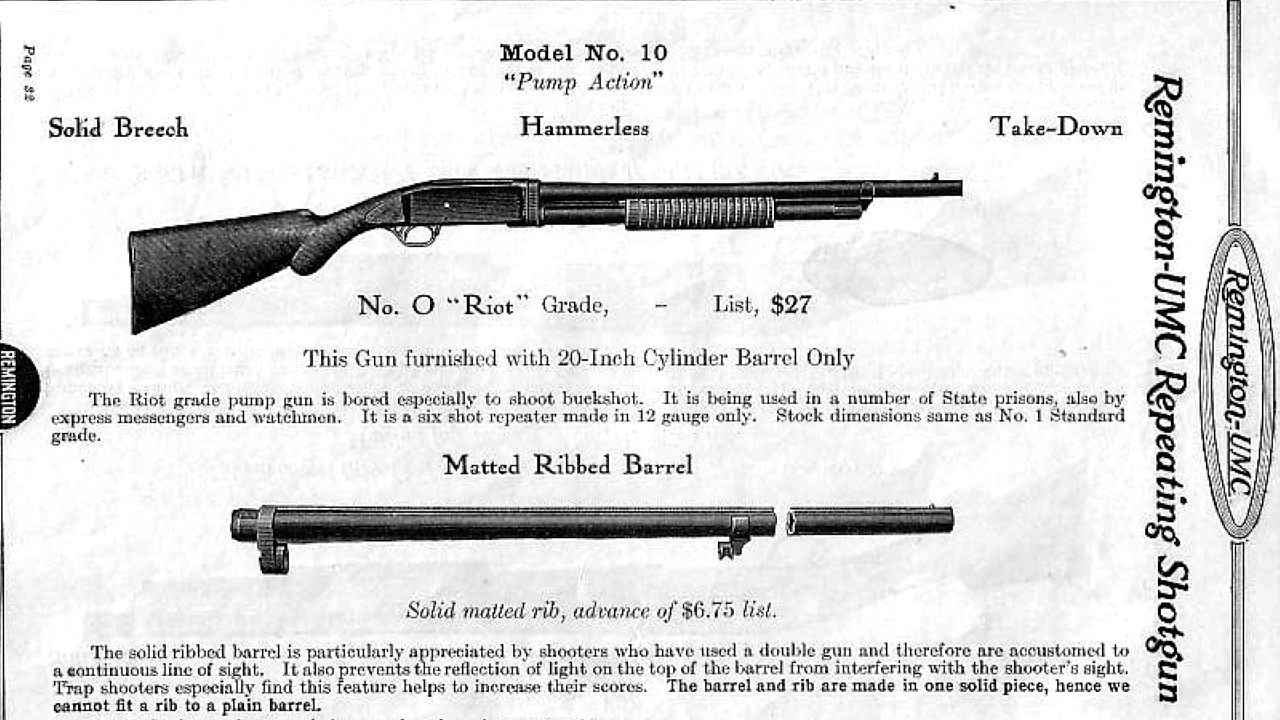 Page 82
Model No. 10
"Pump Action"
Solid Breech Hammerless Take-Down
No. O "Riot" Grade, - List, $27
This Gun furnished with 20-Inch Cylinder Barrel Only
The Riot grade pump gun is bored especially to shoot buckshot. It is being used in a number of State prisons, also by
express messengers and watchmen. It is a six shot repeater made in 12 gauge only. Stock dimensions same as No. 1 Standard
grade.
Matted Ribbed Barrel
Solid matted rib, advance of $6.75 list.
The solid ribbed barrel is particularly appreciated by shooters who have used a double gun and therefore are accustomed to
a continuous line of sight. It also prevents the reflection of light on the top of the barrel from interfering with the shooter's sight.
Trap shooters especially find this feature helps to increase their scores. The barrel and rib are made in one solid piece, hence we
cannot fit a rib to a plain barrel.
REMINGTON
Remington-UMC Repeating Shotgun
Remington-UMC